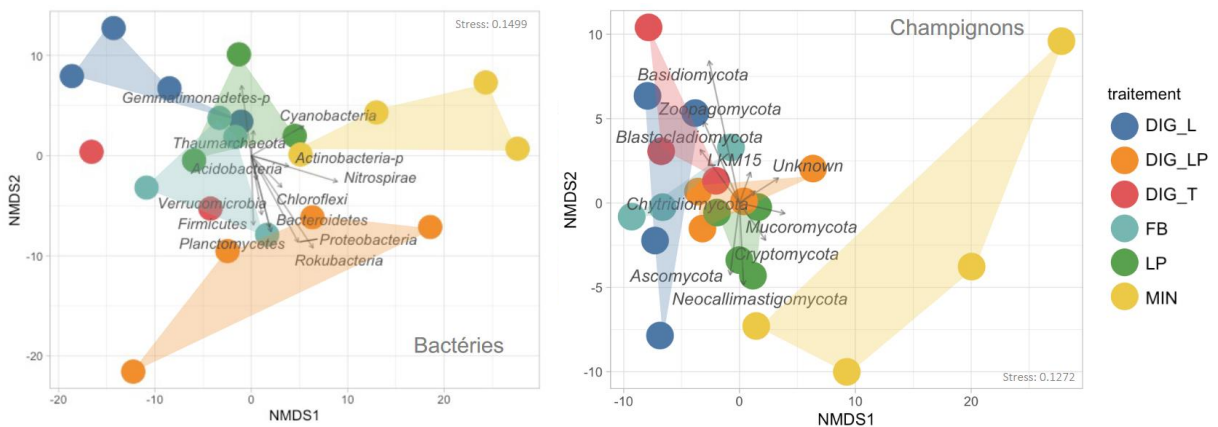 Stress: 0.1499
10
0
-10
-20
NMDS2
Gemmatimonadetes-p
Cyanobacteria
Thaumarchaeota
Actinobacteria-p
Acidobacteria
Nitrospirae
Chloroflexi
Verrucomicrobia
Bacteroidetes
Firmicutes
Proteobacteria
Planctomycetes
Rokubacteria
Bactéries
-20
-10
0
10
20
NMDS1
Champignons
10
5
0
-5
-10
NMDS2
Basidiomycota
Zoopagomycota
Blastocladiomycota
LKM15
Unknown
Chytridiomycota
Mucoromycota
Cryptomycota
Ascomycota
Neocallimastigomycota
Stress: 0.1272
-10
0
10
20
NMDS1
traitement
DIG_L
DIG_LP
DIG_T
FB
LP
MIN